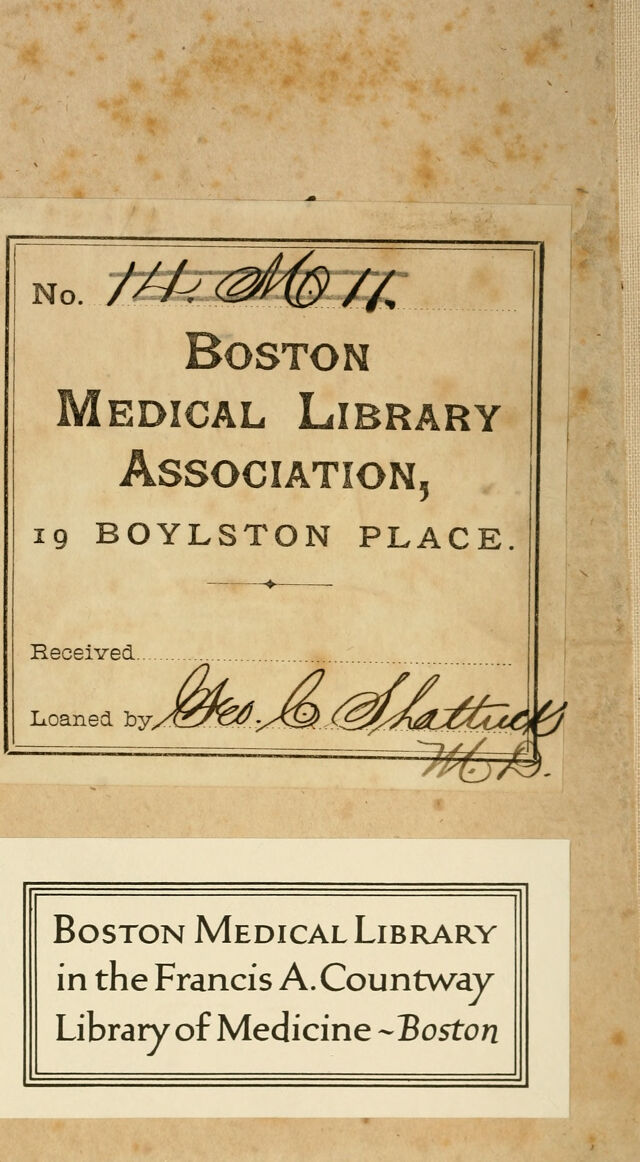 No. 14. M. 11.
BOSTON
MEDICAL LIBRARY
ASSOCIATION,
19 BOYLSTON PLACE.
Received
Loaned by Geo. C Shattuck
M. D.
BOSTON MEDICAL LIBRARY
in the Francis A. Countway
Library of Medicine ~ Boston